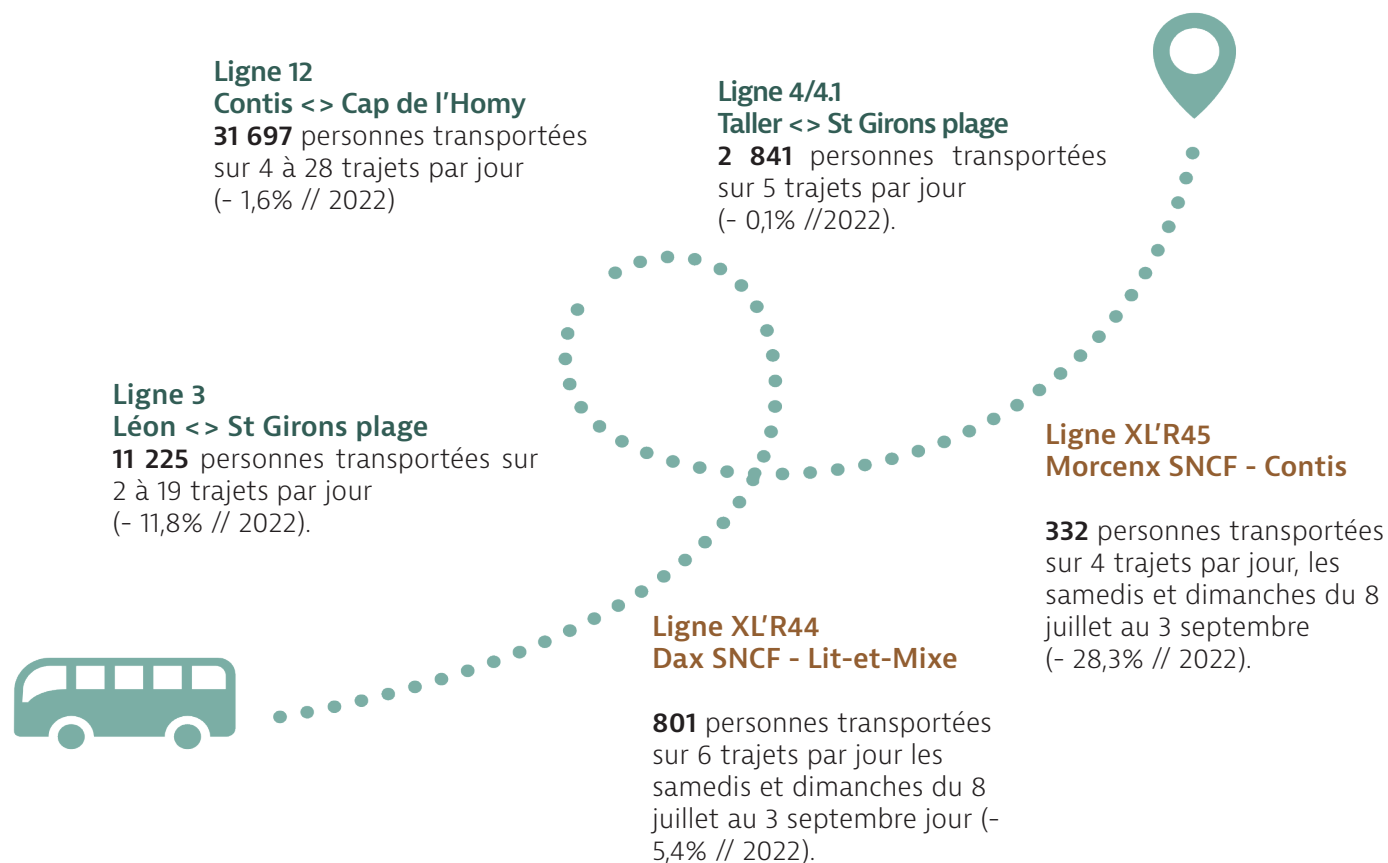 Ligne 12
Contis <> Cap de l'Homy
31 697 personnes transportées
sur 4 à 28 trajets par jour
(- 1,6% // 2022)
Ligne 4/4.1
Taller <> St Girons plage
2 841 personnes transportées
sur 5 trajets par jour
(- 0,1% //2022).
Ligne 3
Léon <> St Girons plage
11 225 personnes transportées sur
2 à 19 trajets par jour
(- 11,8% // 2022).
Ligne XL'R45
Morcenx SNCF - Contis
332 personnes transportées
sur 4 trajets par jour, les
samedis et dimanches du 8
juillet au 3 septembre
(- 28,3% // 2022).
Ligne XL'R44
Dax SNCF - Lit-et-Mixe
801 personnes transportées
sur 6 trajets par jour les
samedis et dimanches du 8
juillet au 3 septembre jour (-
5,4% // 2022).